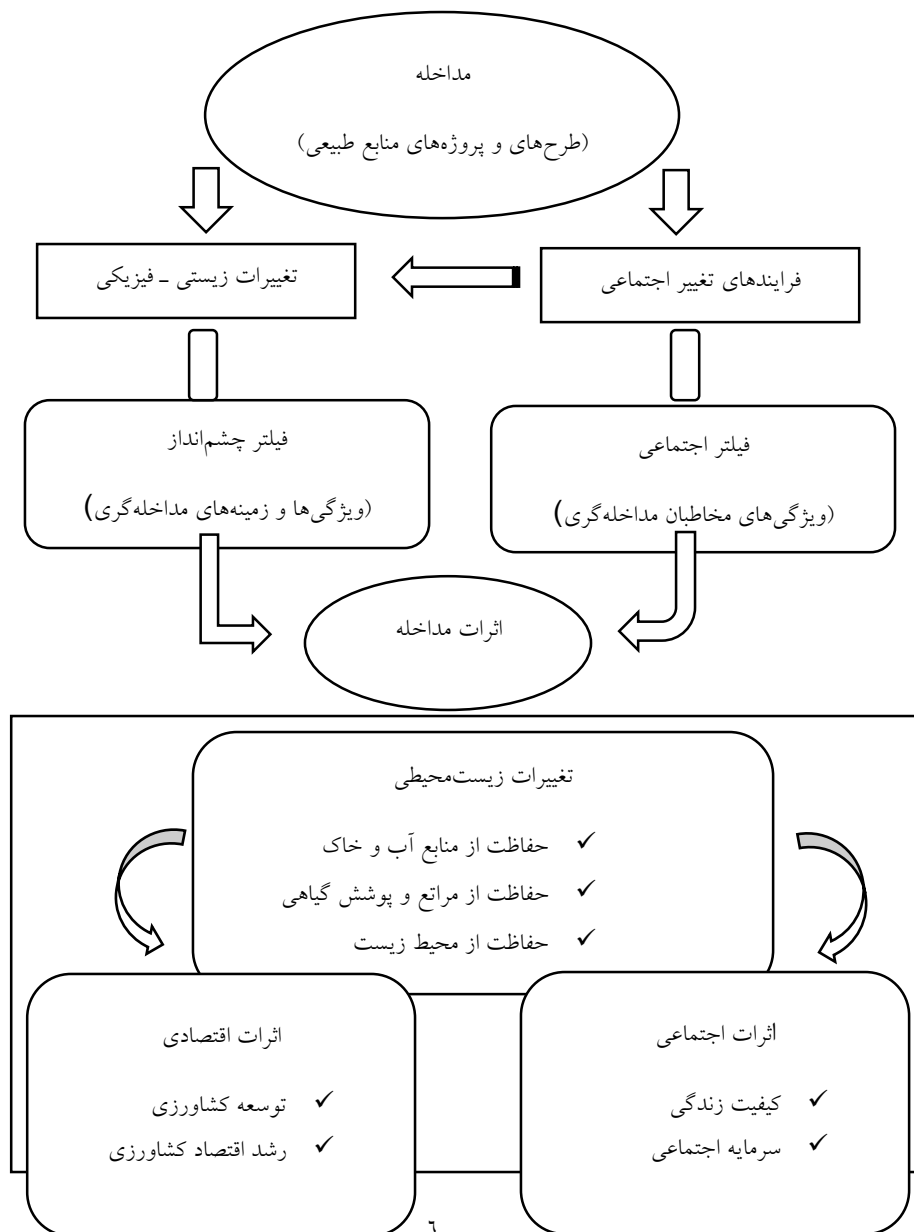 مداخله
(طرح‌های و پروژه‌های منابع طبیعی)
فرایندهای تغییر اجتماعی
تغییرات زیستی ـ فیزیکی
فیلتر اجتماعی
(ویژگی‌های مخاطبان مداخله‌گری)
فیلتر چشم‌انداز
(ویژگی‌ها و زمینه‌های مداخله‌گری)
اثرات مداخله
تغییرات زیست‌محیطی
✓ حفاظت از منابع آب و خاک
✓ حفاظت از مراتع و پوشش گیاهی
✓ حفاظت از محیط زیست
اثرات اجتماعی
✓ کیفیت زندگی
✓ سرمایه اجتماعی
اثرات اقتصادی
✓ توسعه کشاورزی
✓ رشد اقتصاد کشاورزی
٦